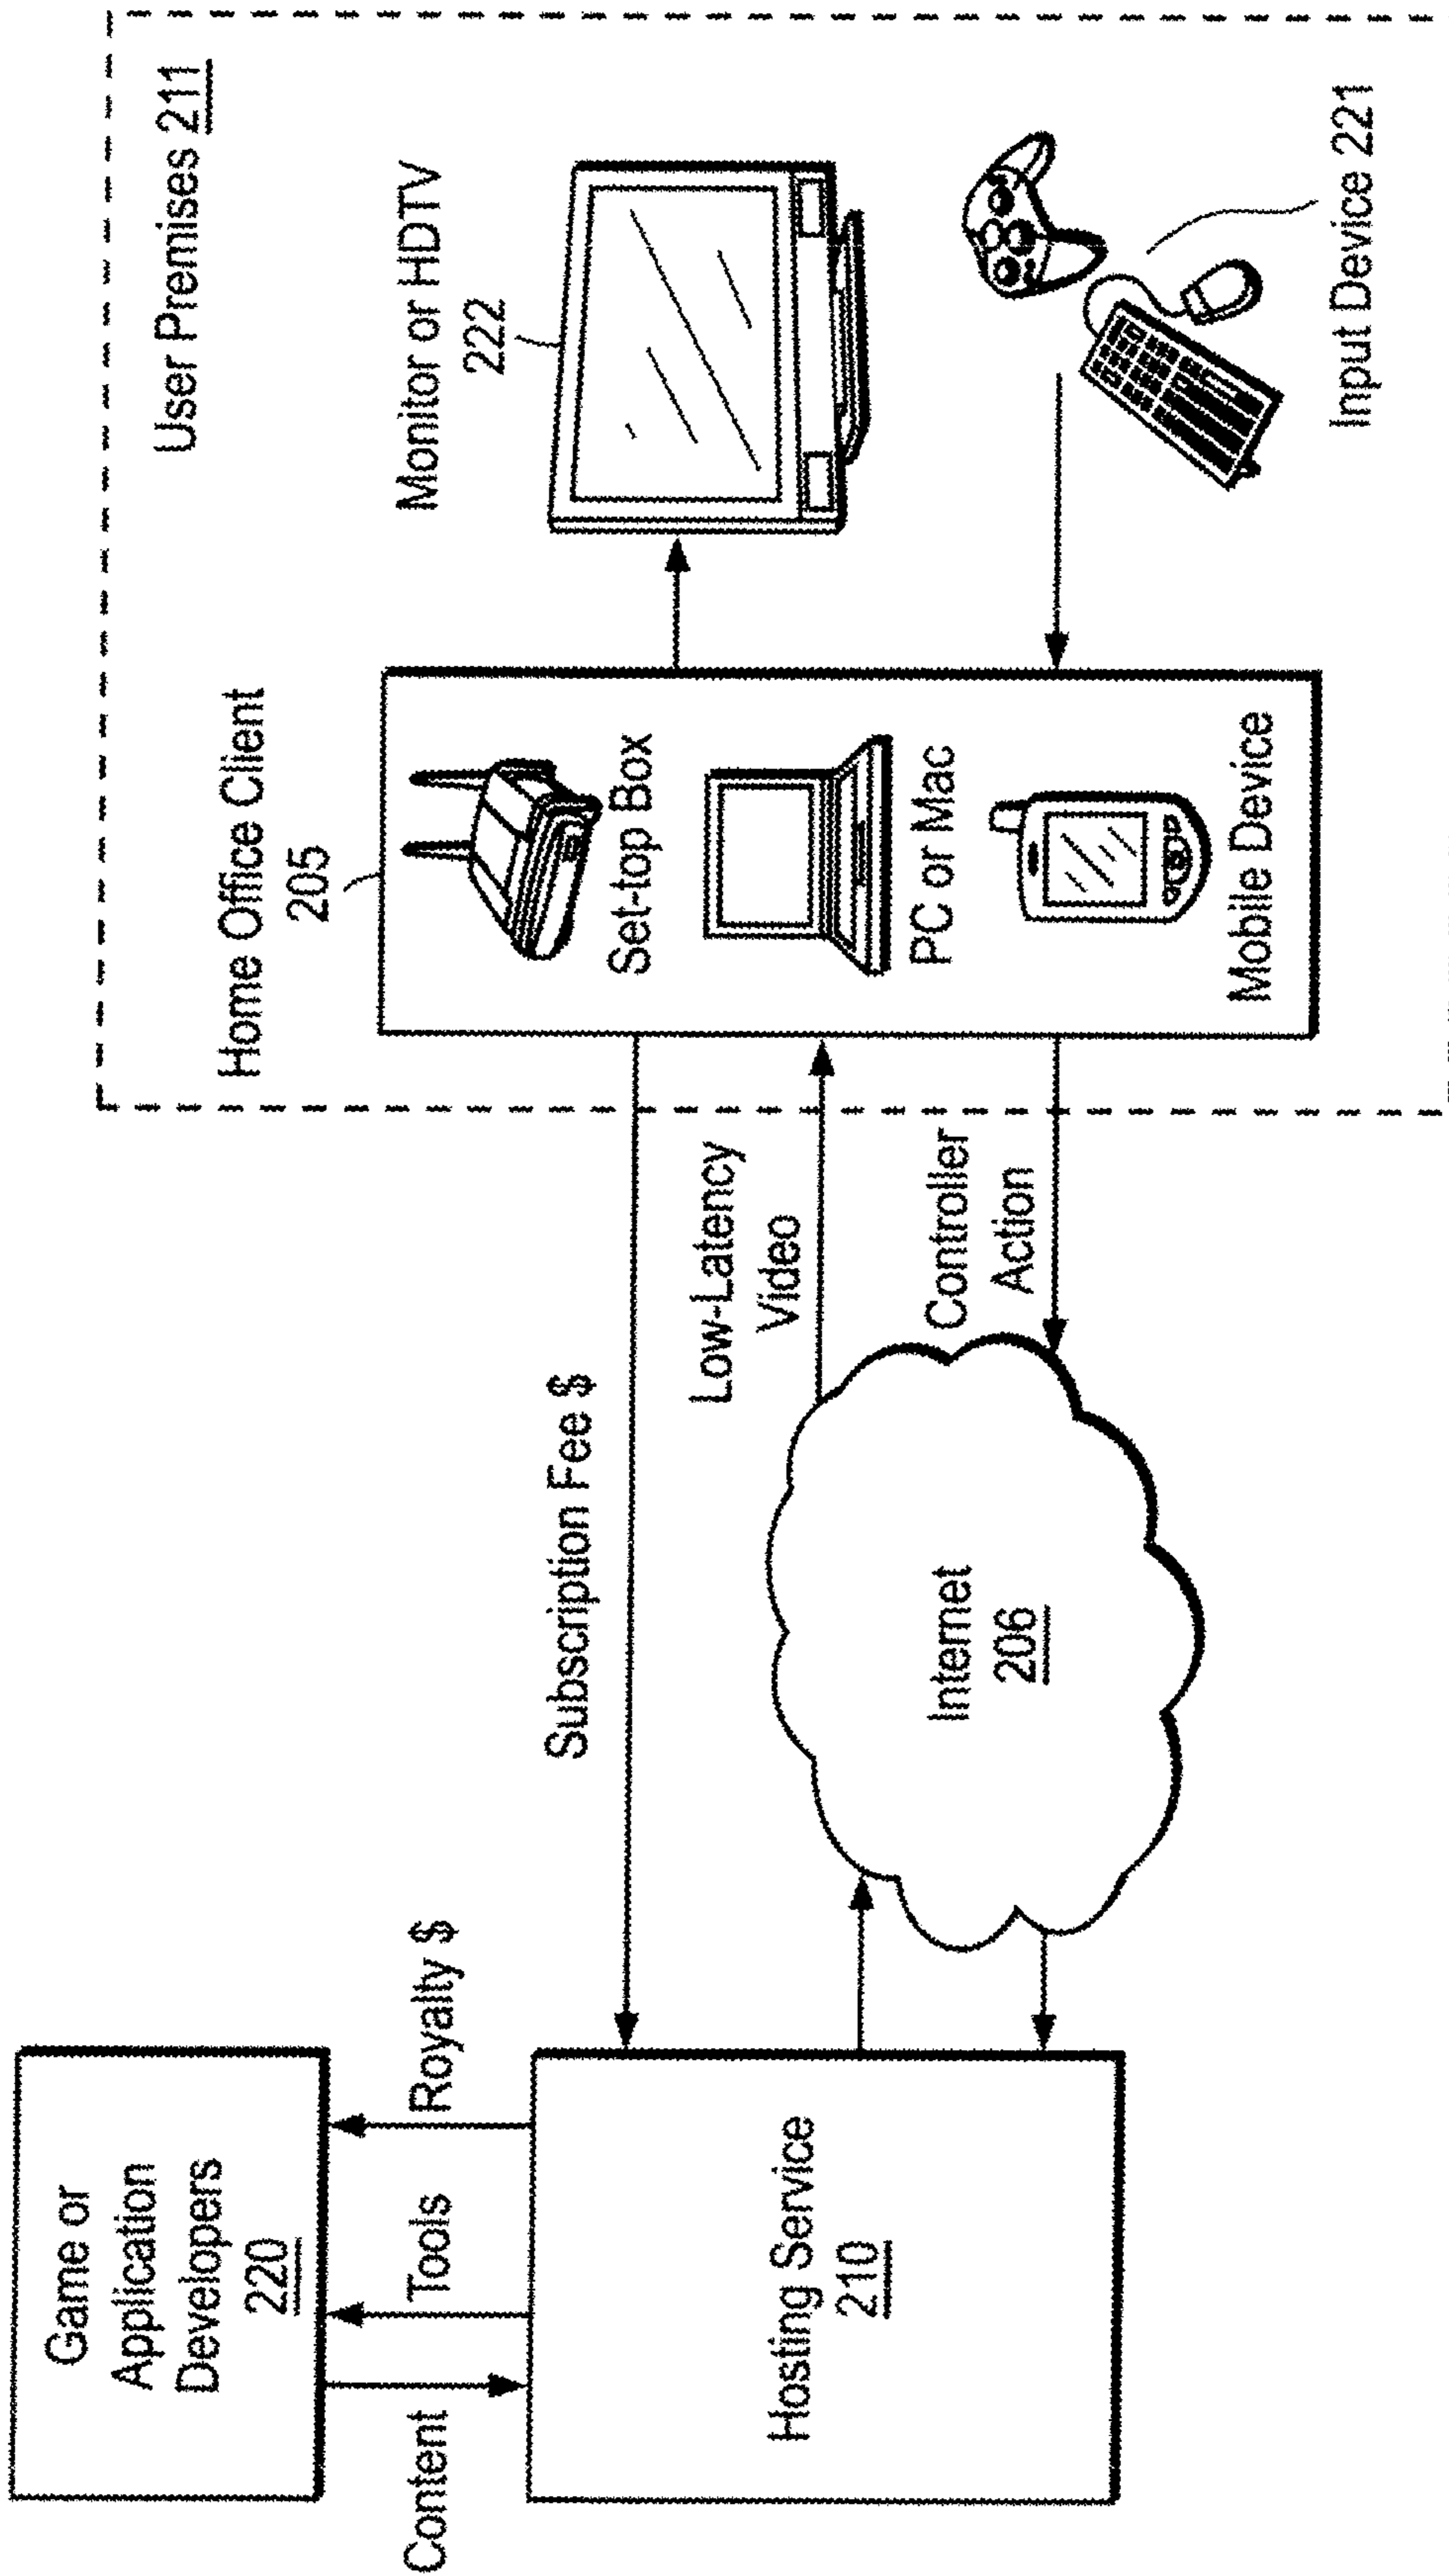 Game or
Application
Developers
220
Content
Tools
Royalty $
Hosting Service
210
Subscription Fee $
Internet
206
Low-Latency
Video
Controller
Action
User Premises 211
Home Office Client
205
Set-top Box
PC or Mac
Mobile Device
Monitor or HDTV
222
Input Device 221